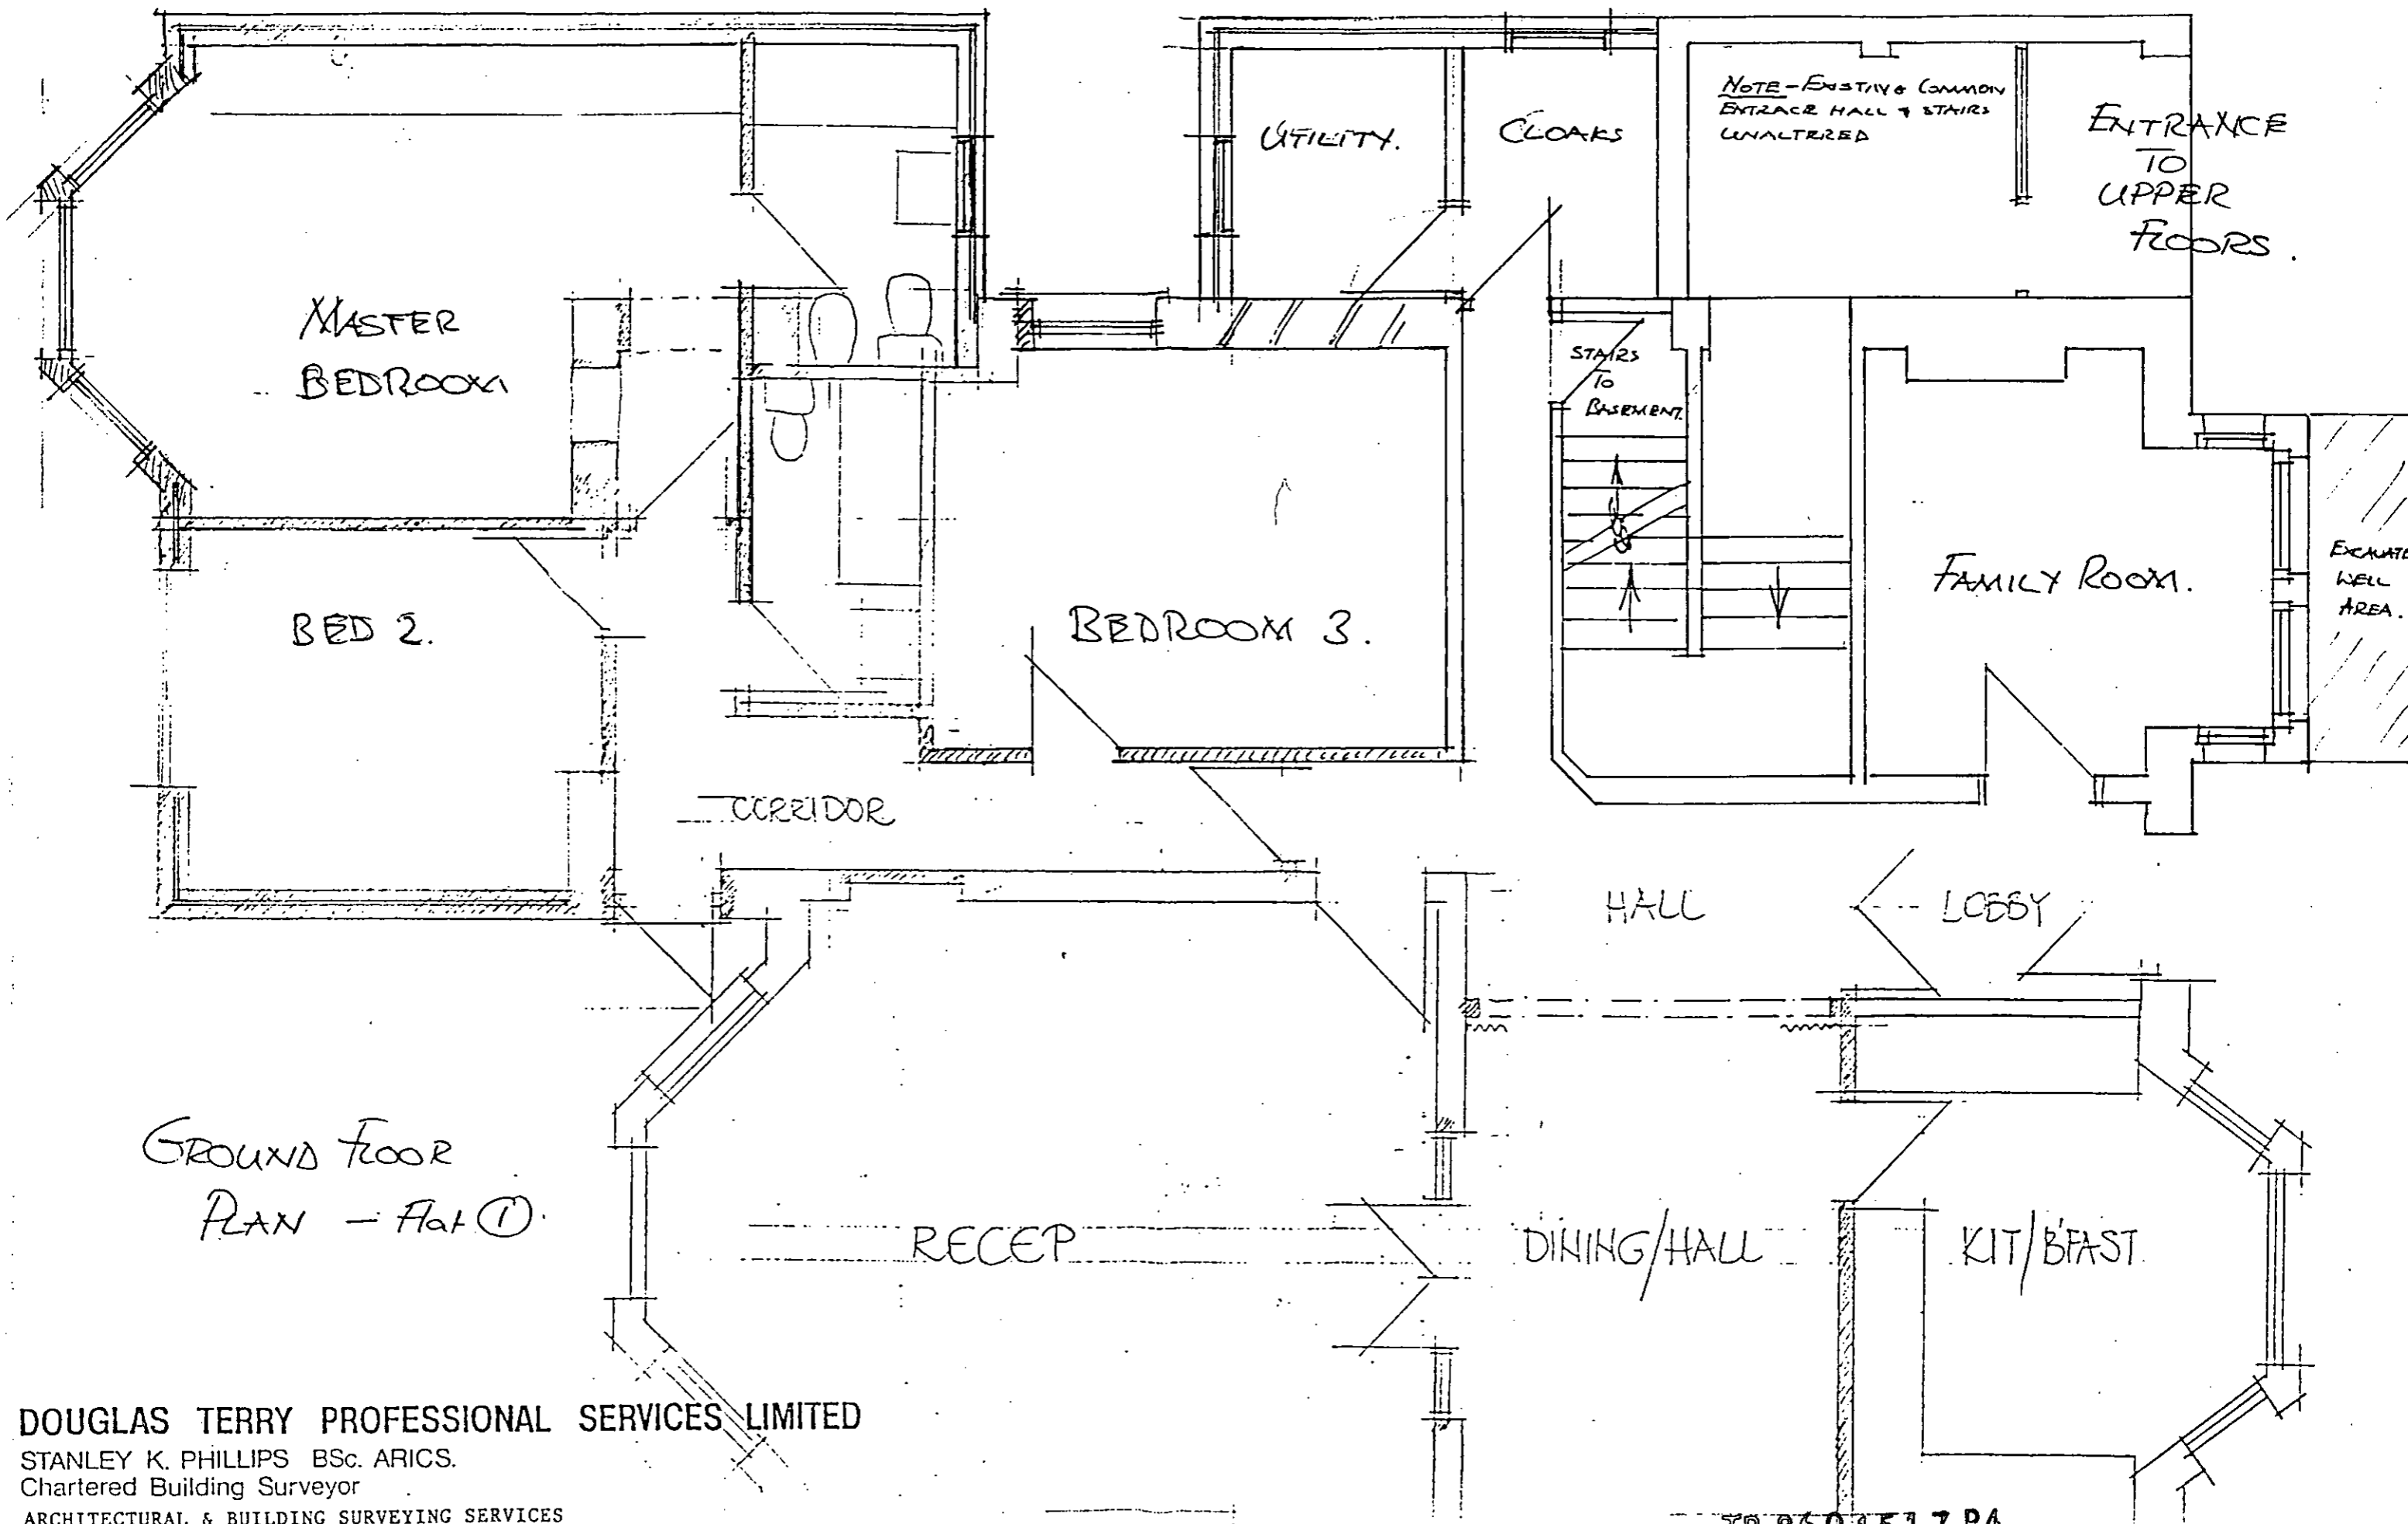 UTILITY.
CLOAKS
NOTE - EXISTING COMMON
ENTRACE HALL & STAIRS
UNALTERED
ENTRANCE
TO
UPPER
FLOORS.
MASTER
BEDROOM
STAIRS
TO
BASEMENT.
BED 2.
BEDROOM 3.
FAMILY ROOM.
EXCAVATE
WELL
AREA.
CORRIDOR
HALL
LOBBY
GROUND FLOOR
PLAN - Flat ①.
RECEP
DINING/HALL
KIT/B'FAST
DOUGLAS TERRY PROFESSIONAL SERVICES LIMITED
STANLEY K. PHILLIPS BSc. ARICS.
Chartered Building Surveyor
ARCHITECTURAL & BUILDING SURVEYING SERVICES